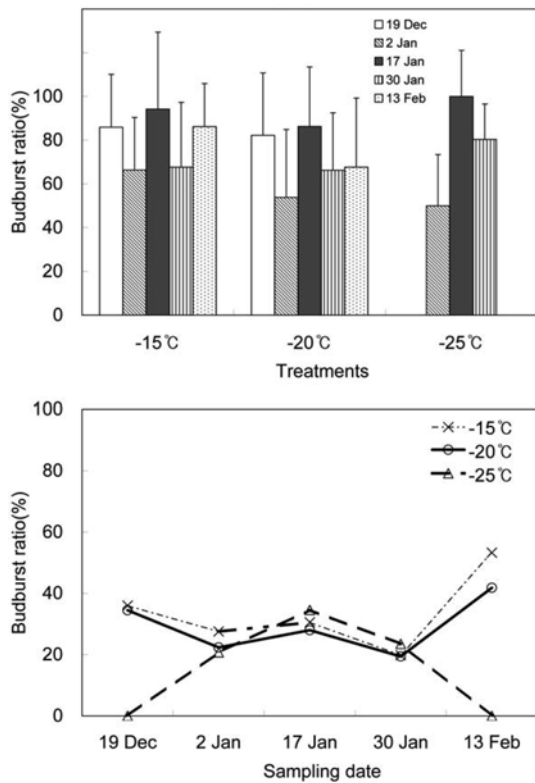 19 Dec
2 Jan
17 Jan
30 Jan
13 Feb
Budburst ratio(%)
100
80
60
40
20
0
-15℃ -20℃ -25℃
Treatments
100
80
60
40
20
0
Budburst ratio(%)
-15℃
-20℃
-25℃
19 Dec 2 Jan 17 Jan 30 Jan 13 Feb
Sampling date